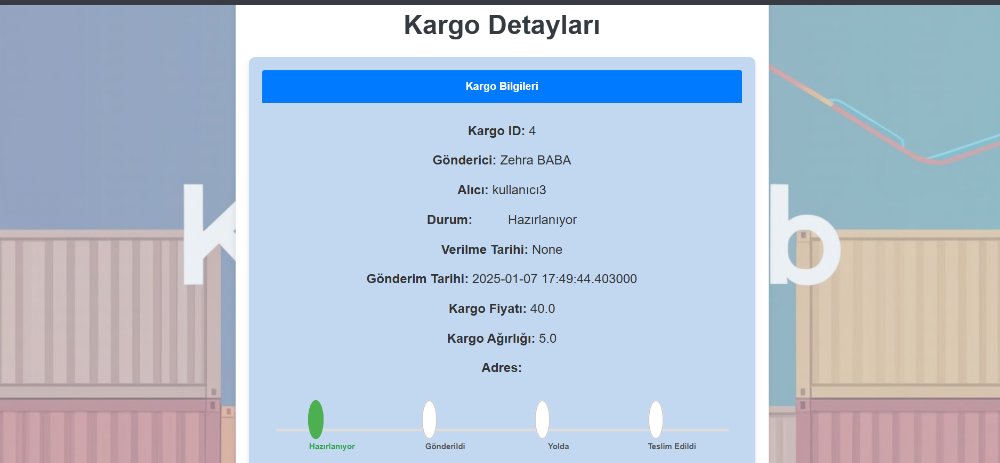 Kargo Detayları
Kargo Bilgileri
Kargo ID: 4
Gönderici: Zehra BABA
Alıcı: kullanıcı3
Durum: Hazırlanıyor
Verilme Tarihi: None
Gönderim Tarihi: 2025-01-07 17:49:44.403000
Kargo Fiyatı: 40.0
Kargo Ağırlığı: 5.0
Adres:
Hazırlanıyor Gönderildi Yolda Teslim Edildi
b